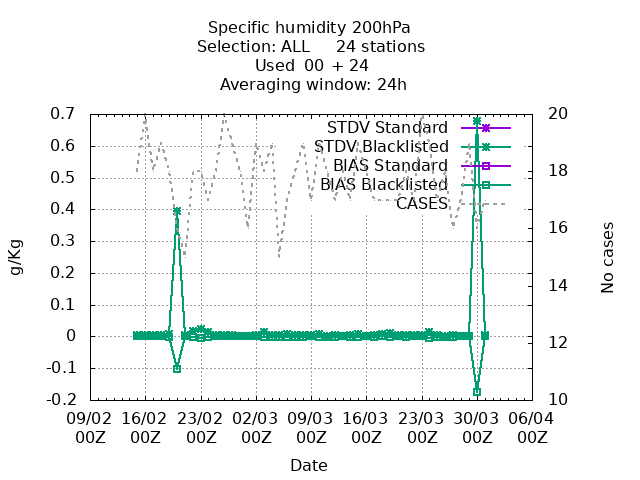 Specific humidity 200hPa
Selection: ALL 24 stations
Used 00 + 24
Averaging window: 24h
0.7
0.6
0.5
0.4
0.3
0.2
0.1
0
-0.1
-0.2
g/Kg
20
18
16
14
12
10
No cases
STDV Standard
STDV Blacklisted
BIAS Standard
BIAS Blacklisted
CASES
09/02 16/02 23/02 02/03 09/03 16/03 23/03 30/03 06/04
00Z 00Z 00Z 00Z 00Z 00Z 00Z 00Z 00Z
Date